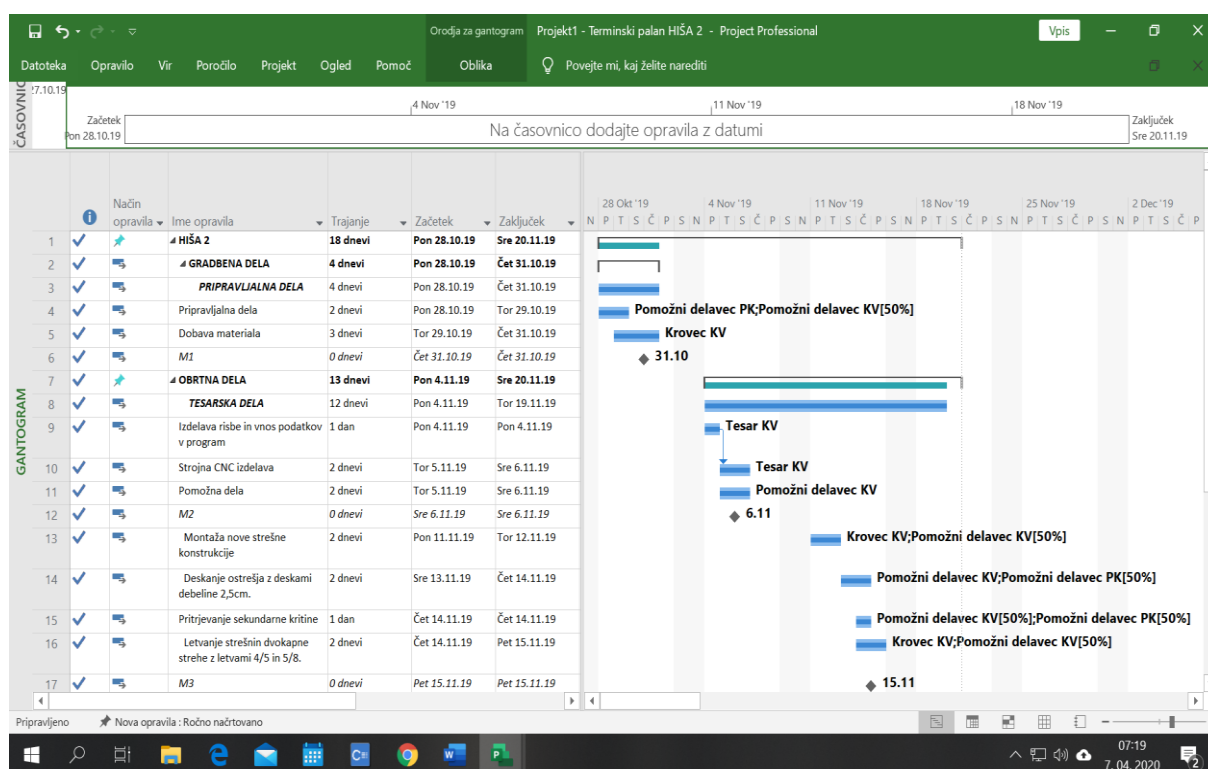 Orodja za gantogram Projekt1 - Terminski palan HIŠA 2 - Project Professional Vpis
Datoteka Opravilo Vir Poročilo Projekt Ogled Pomoč Oblika Povejte mi, kaj želite narediti
ČASOVNIC
27.10.19
4 Nov '19 11 Nov '19 18 Nov '19
Začetek
Pon 28.10.19
Na časovnico dodajte opravila z datumi
Zaključek
Sre 20.11.19
GANTOGRAM
Način
opravila Ime opravila Trajanje Začetek Zaključek
28 Okt '19 4 Nov '19 11 Nov '19 18 Nov '19 25 Nov '19 2 Dec '19
N P T S Č P S N P T S Č P S N P T S Č P S N P T S Č P S N P T S Č P S N P T S Č P
1 HIŠA 2 18 dnevi Pon 28.10.19 Sre 20.11.19
2 GRADBENA DELA 4 dnevi Pon 28.10.19 Čet 31.10.19
3 PRIPRAVLJALNA DELA 4 dnevi Pon 28.10.19 Čet 31.10.19
4 Pripravljalna dela 2 dnevi Pon 28.10.19 Tor 29.10.19 Pomožni delavec PK;Pomožni delavec KV[50%]
5 Dobava materiala 3 dnevi Tor 29.10.19 Čet 31.10.19 Krovec KV
6 M1 0 dnevi Čet 31.10.19 Čet 31.10.19 31.10
7 OBRTNA DELA 13 dnevi Pon 4.11.19 Sre 20.11.19
8 TESARSKA DELA 12 dnevi Pon 4.11.19 Tor 19.11.19
9 Izdelava risbe in vnos podatkov 1 dan Pon 4.11.19 Pon 4.11.19 Tesar KV
v program
10 Strojna CNC izdelava 2 dnevi Tor 5.11.19 Sre 6.11.19 Tesar KV
11 Pomožna dela 2 dnevi Tor 5.11.19 Sre 6.11.19 Pomožni delavec KV
12 M2 0 dnevi Sre 6.11.19 Sre 6.11.19 6.11
13 Montaža nove strešne 2 dnevi Pon 11.11.19 Tor 12.11.19 Krovec KV;Pomožni delavec KV[50%]
konstrukcije
14 Deskanje ostrešja z deskami 2 dnevi Sre 13.11.19 Čet 14.11.19 Pomožni delavec KV;Pomožni delavec PK[50%]
debeline 2,5cm.
15 Pritrjevanje sekundarne kritine 1 dan Čet 14.11.19 Čet 14.11.19 Pomožni delavec KV[50%];Pomožni delavec PK[50%]
16 Letvanje strešnin dvokapne 2 dnevi Čet 14.11.19 Pet 15.11.19 Krovec KV;Pomožni delavec KV[50%]
strehe z letvami 4/5 in 5/8.
17 M3 0 dnevi Pet 15.11.19 Pet 15.11.19 15.11
Pripravljeno Nova opravila : Ročno načrtovano
07:19
7. 04. 2020
2